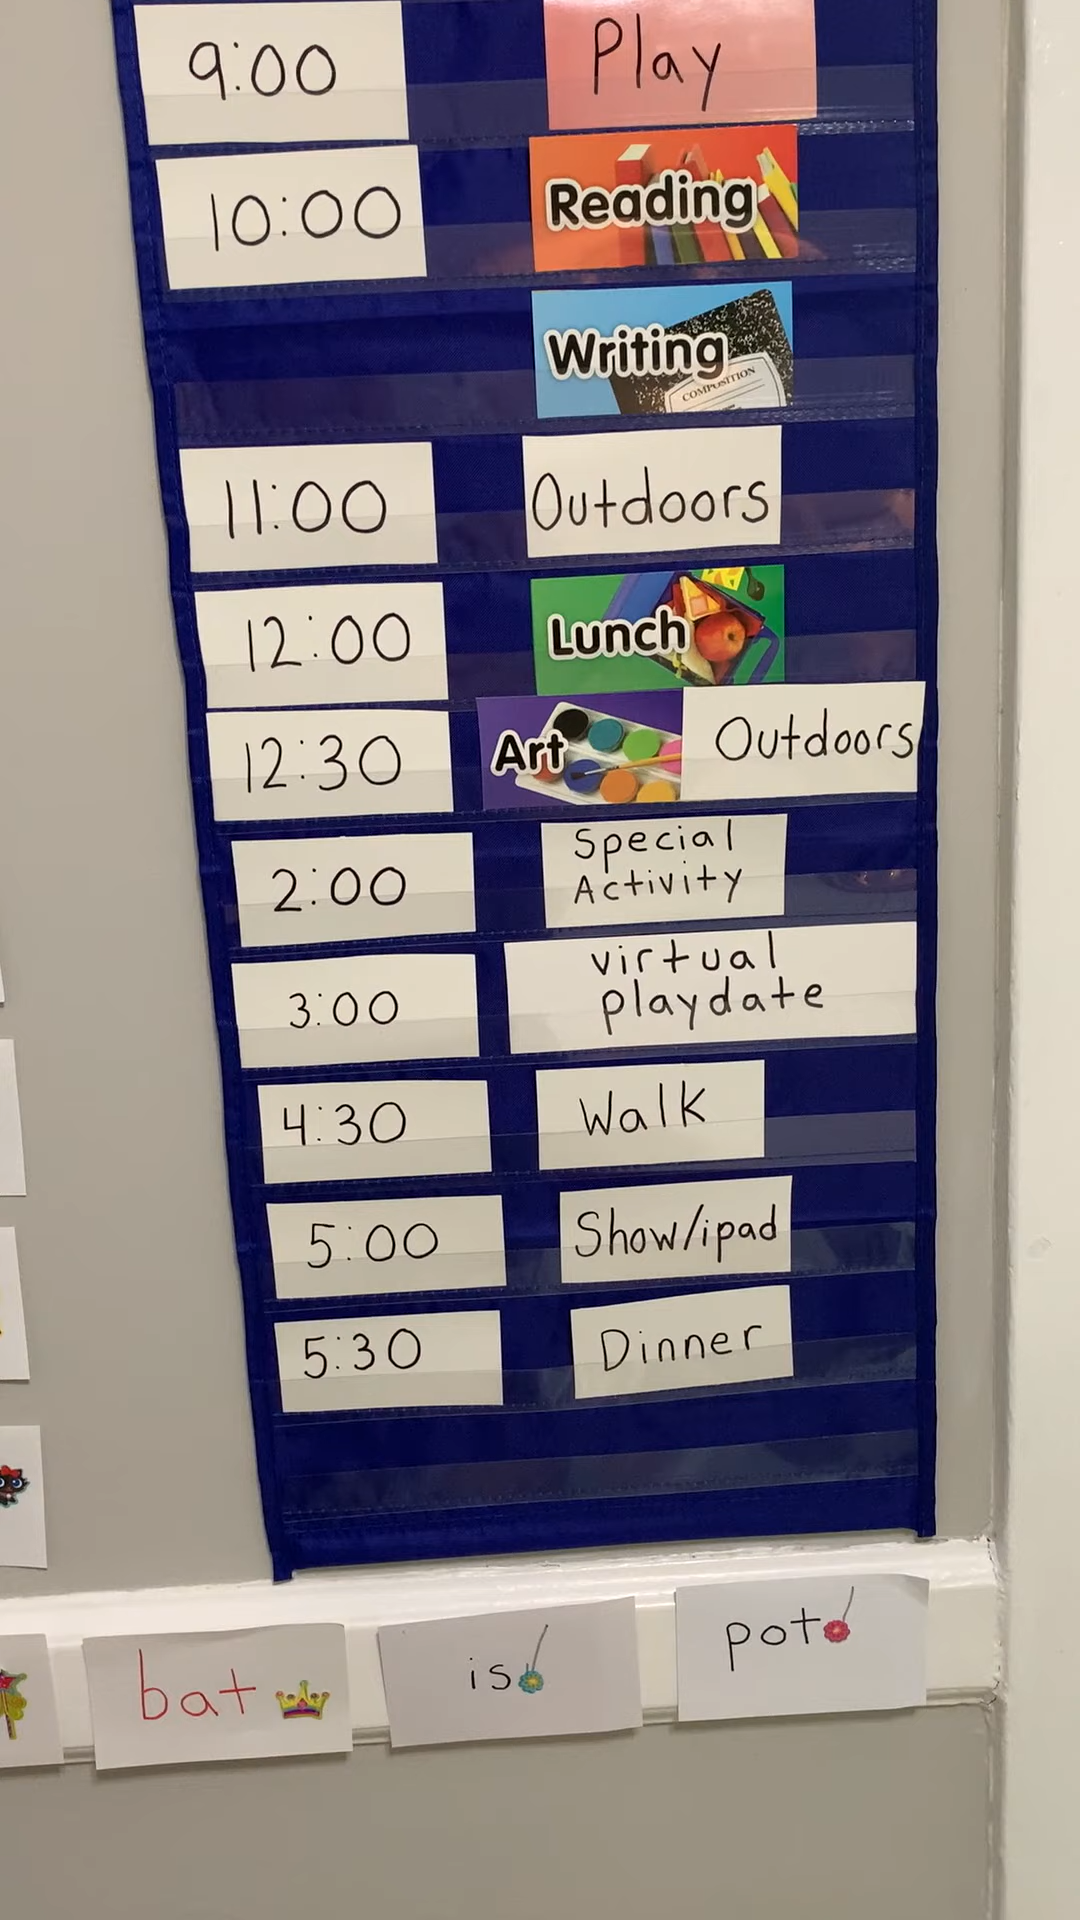 9:00 Play
10:00 Reading
Writing
COMPOSITION
11:00 Outdoors
12:00 Lunch
12:30 Art Outdoors
2:00 Special
Activity
3:00 virtual
playdate
4:30 Walk
5:00 Show/ipad
5:30 Dinner
bat is pot